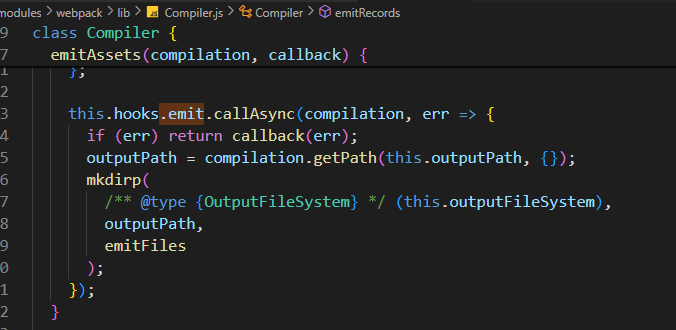 modules > webpack > lib > JS Compiler.js > Compiler > emitRecords
9 class Compiler {
7 emitAssets(compilation, callback) {
1 };
2
3 this.hooks.emit.callAsync(compilation, err => {
4 if (err) return callback(err);
5 outputPath = compilation.getPath(this.outputPath, {});
6 mkdirp(
7 /** @type {OutputFileSystem} */ (this.outputFileSystem),
8 outputPath,
9 emitFiles
0 );
1 });
2 }